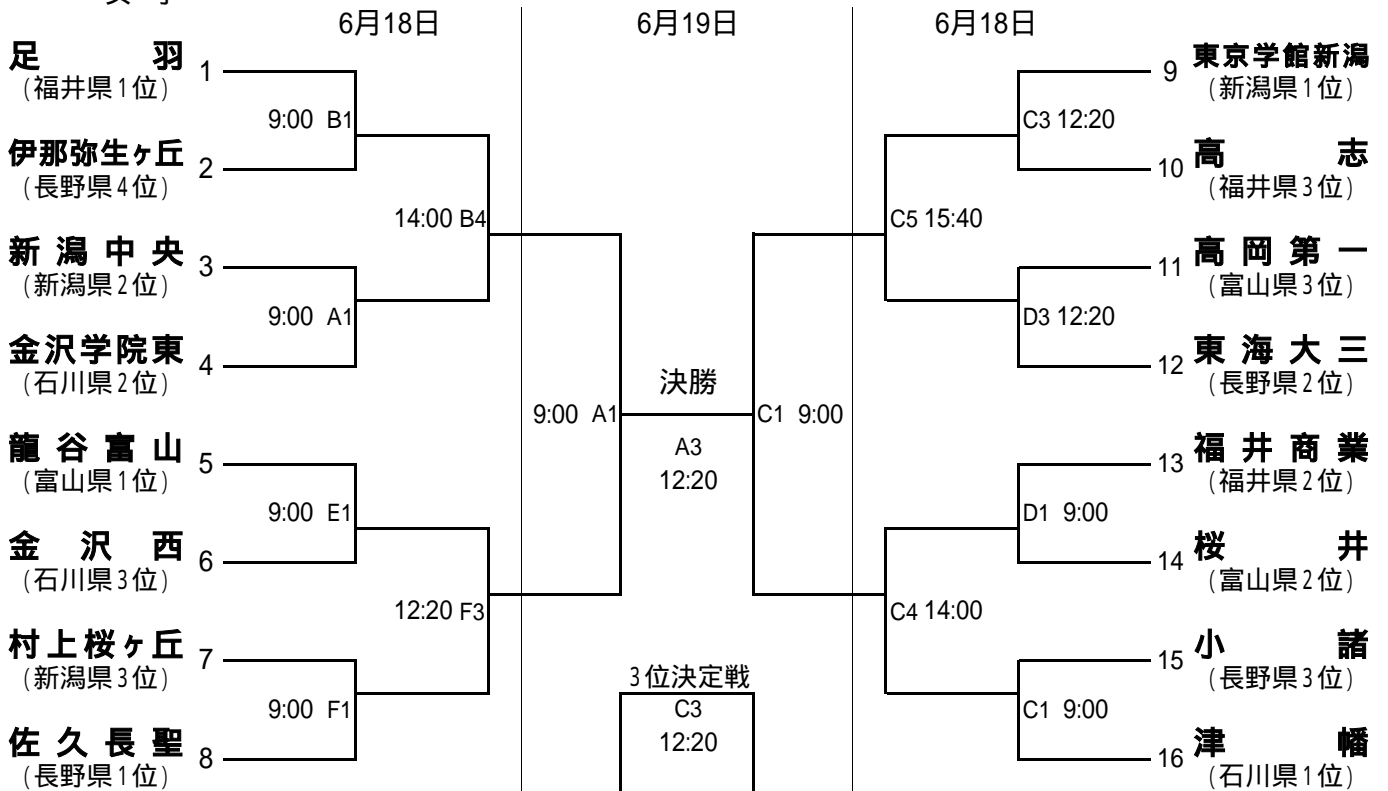 6月18日 6月19日 6月18日
足羽 1
(福井県1位)
9:00 B1
伊那弥生ヶ丘 2
(長野県4位)
14:00 B4
新潟中央 3
(新潟県2位)
9:00 A1
金沢学院東 4
(石川県2位)
龍谷富山 5
(富山県1位)
9:00 E1
金沢西 6
(石川県3位)
12:20 F3
村上桜ヶ丘 7
(新潟県3位)
9:00 F1
佐久長聖 8
(長野県1位)
9:00 A1
決勝
A3
12:20
C1 9:00
3位決定戦
C3
12:20
9 東京学館新潟
(新潟県1位)
C3 12:20
10 高志
(福井県3位)
C5 15:40
11 高岡第一
(富山県3位)
D3 12:20
12 東海大三
(長野県2位)
13 福井商業
(福井県2位)
D1 9:00
14 桜井
(富山県2位)
C4 14:00
15 小諸
(長野県3位)
C1 9:00
16 津幡
(石川県1位)